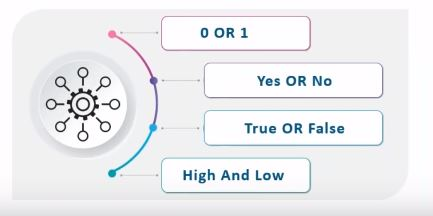 0 OR 1
Yes OR No
True OR False
High And Low